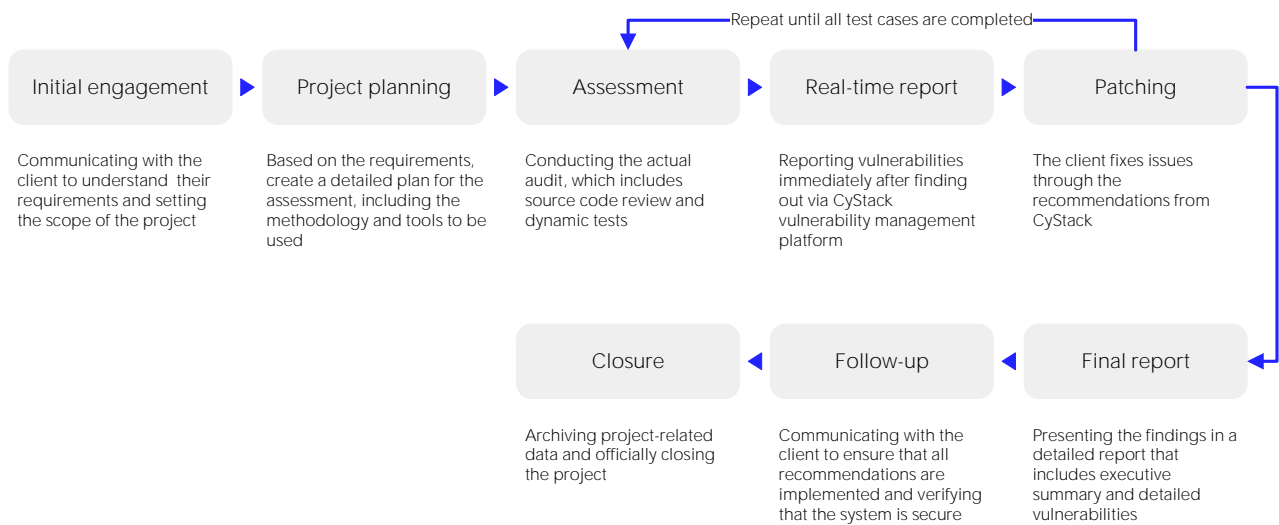 Repeat until all test cases are completed
Initial engagement
Project planning
Assessment
Real-time report
Patching
Communicating with the
client to understand their
requirements and setting
the scope of the project
Based on the requirements,
create a detailed plan for the
assessment, including the
methodology and tools to be
used
Conducting the actual
audit, which includes
source code review and
dynamic tests
Reporting vulnerabilities
immediately after finding
out via CyStack
vulnerability management
platform
The client fixes issues
through the
recommendations from
CyStack
Closure
Follow-up
Final report
Archiving project-related
data and officially closing
the project
Communicating with the
client to ensure that all
recommendations are
implemented and verifying
that the system is secure
Presenting the findings in a
detailed report that
includes executive
summary and detailed
vulnerabilities